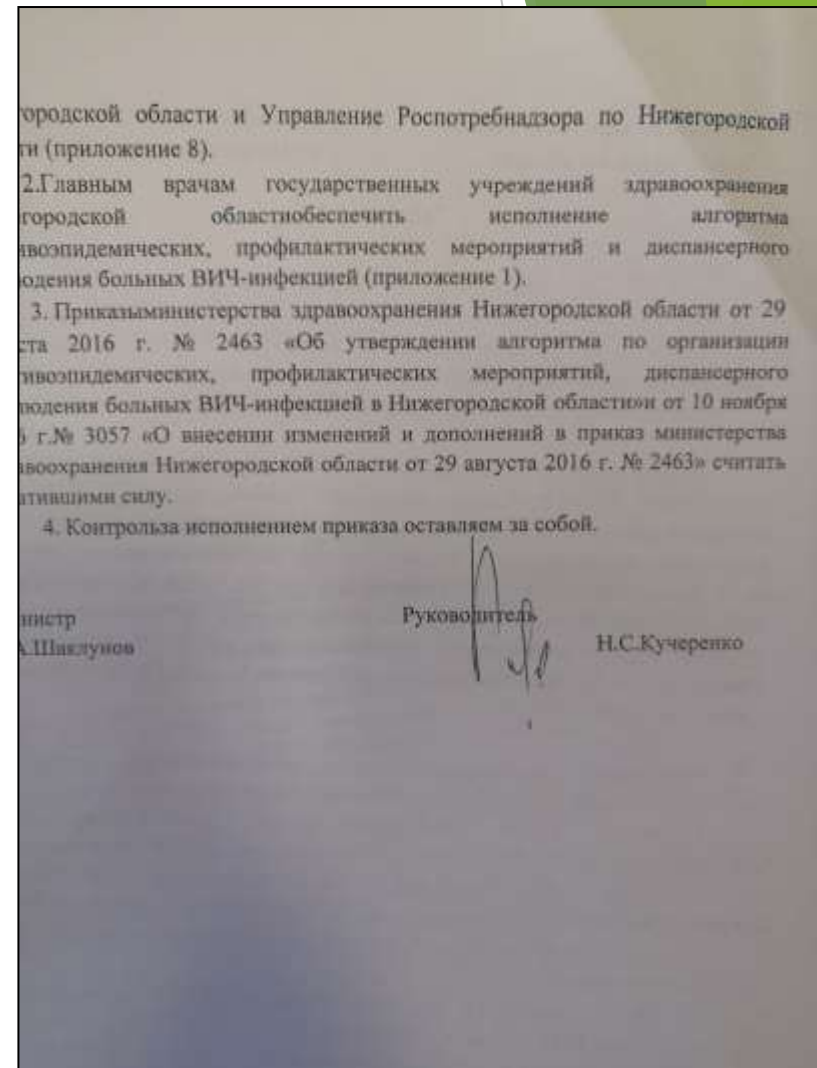 городской области и Управление Роспотребнадзора по Нижегородской
ти (приложение 8).
2.Главным врачам государственных учреждений здравоохранения
городской областиобеспечить исполнение алгоритма
ивоэпидемических, профилактических мероприятий и диспансерного
юдения больных ВИЧ-инфекцией (приложение 1).
3. Приказыминистерства здравоохранения Нижегородской области от 29
ста 2016 г. № 2463 «Об утверждении алгоритма по организации
тивоэпидемических, профилактических мероприятий, диспансерного
людения больных ВИЧ-инфекцией в Нижегородской области»и от 10 ноября
г.№ 3057 «О внесении изменений и дополнений в приказ министерства
авоохранения Нижегородской области от 29 августа 2016 г. № 2463» считать
атившими силу.
4. Контрользa исполнением приказа оставляем за собой.
нистр Руководитель
А.Шаклунов Н.С.Кучеренко